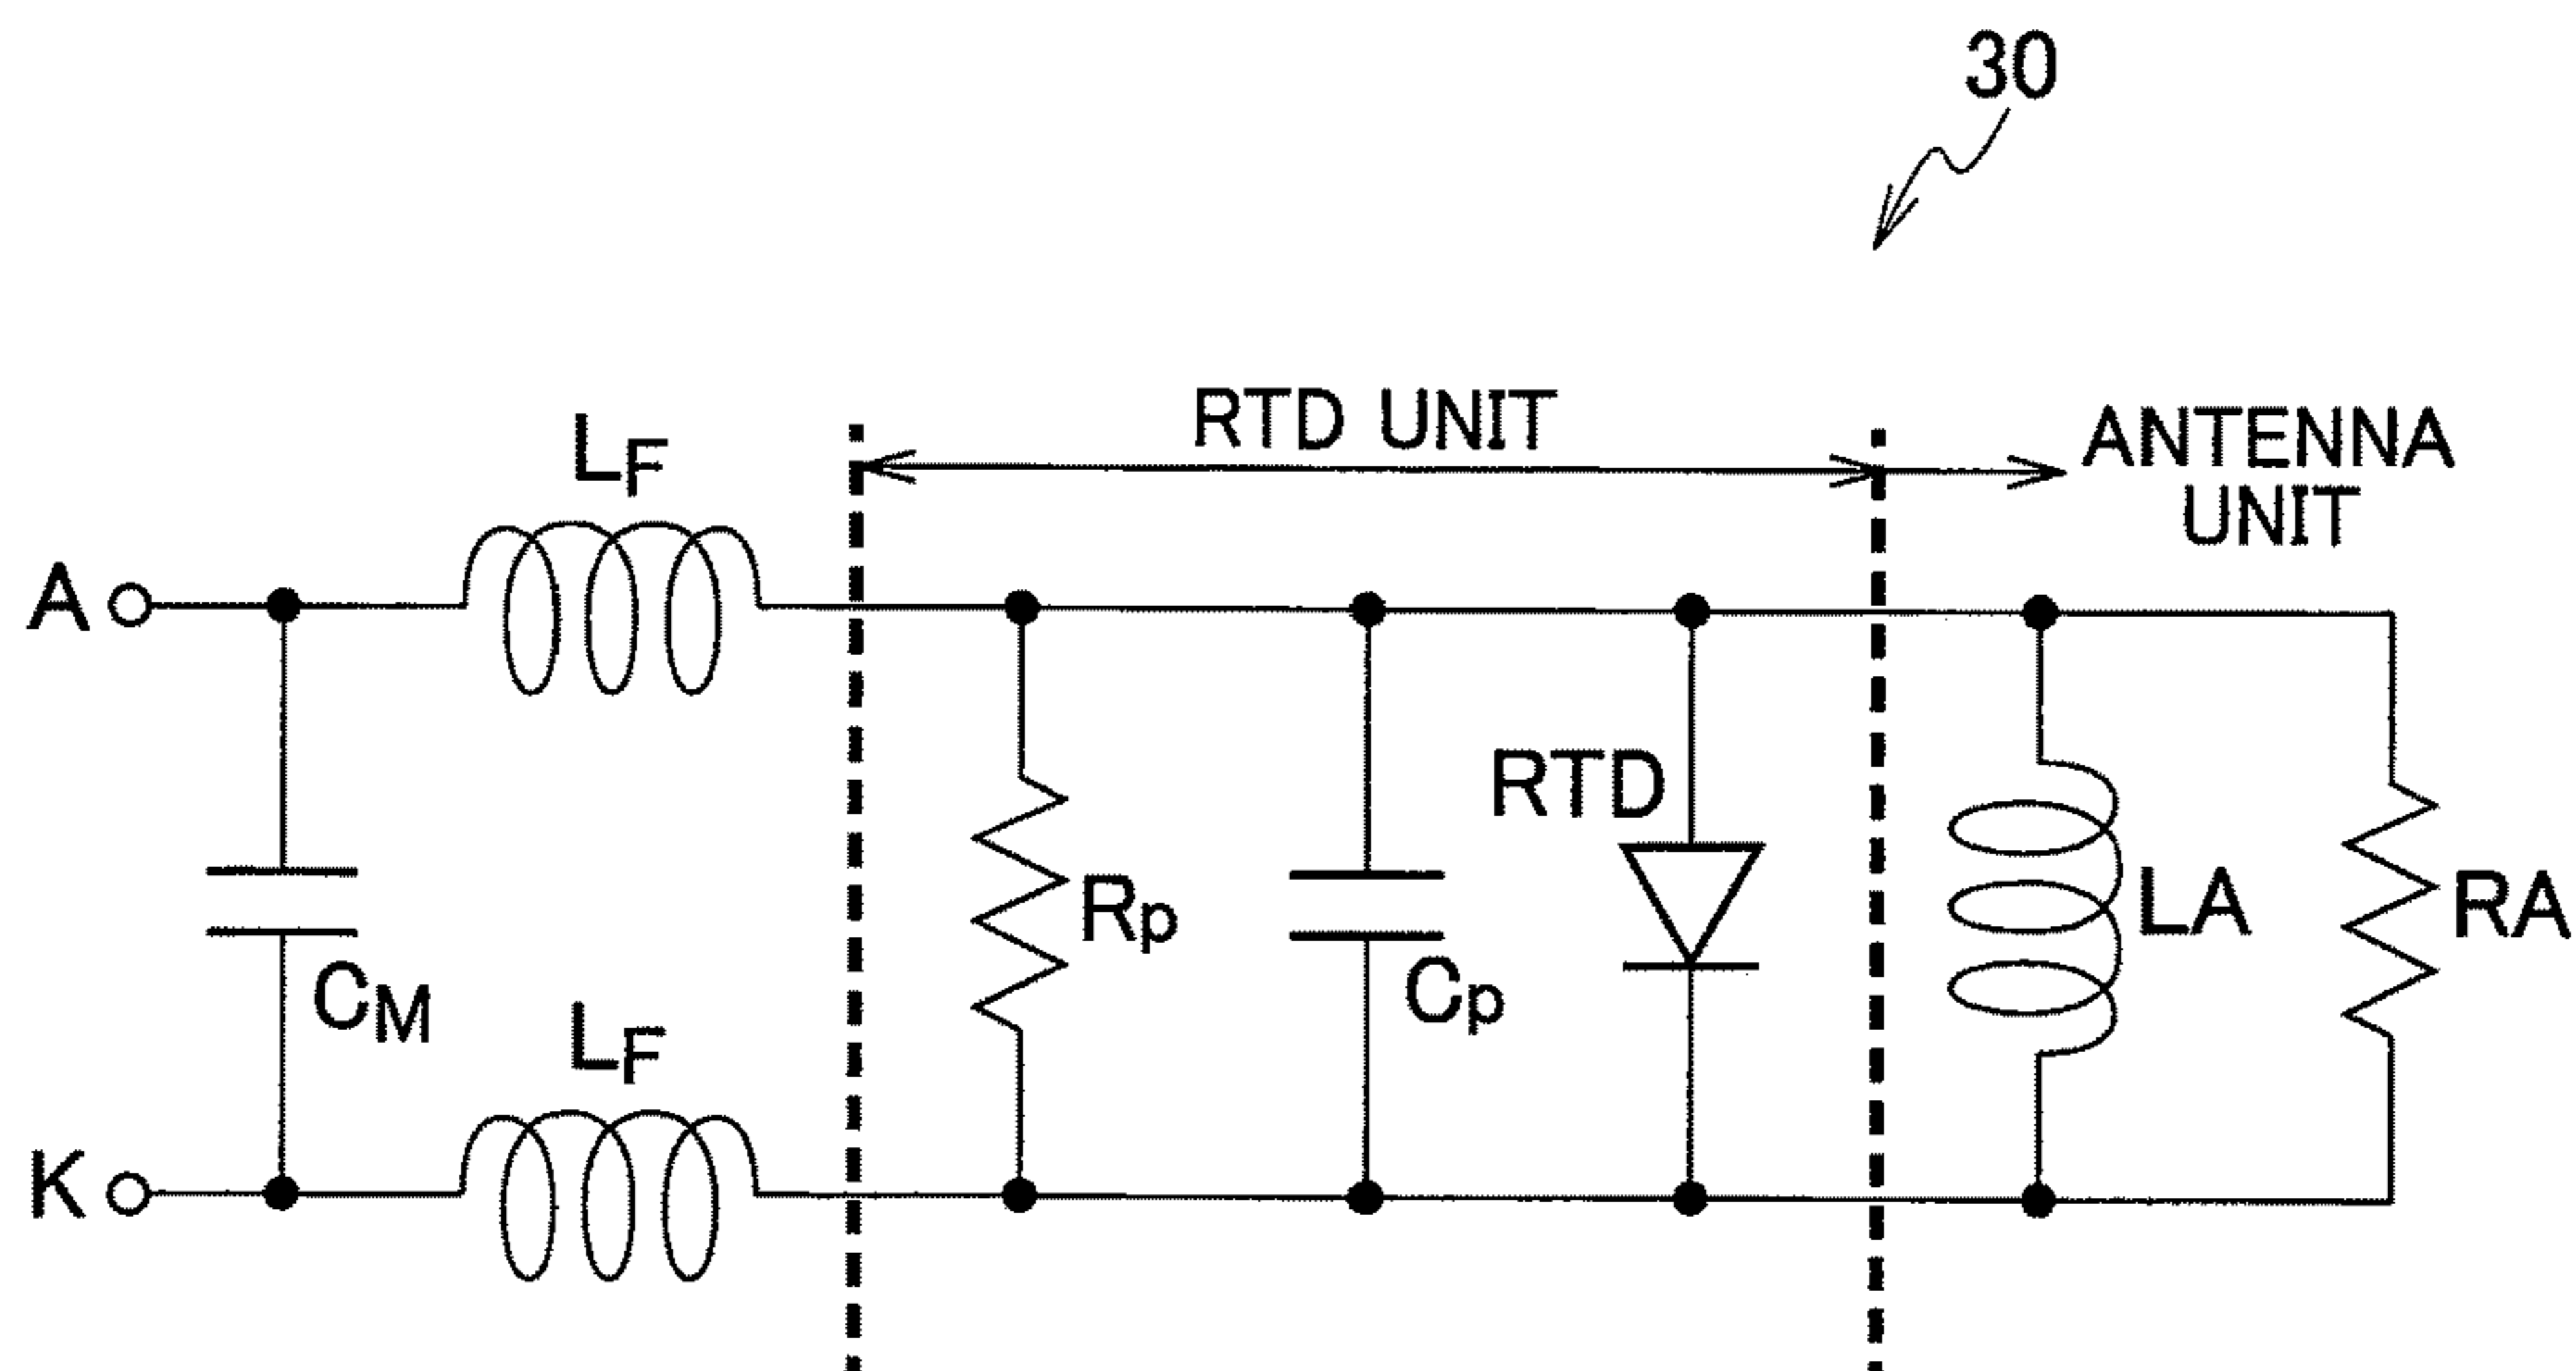 30
RTD UNIT
ANTENNA
UNIT
LF
A
RTD
Rp
LA
RA
CM
Cp
LF
K